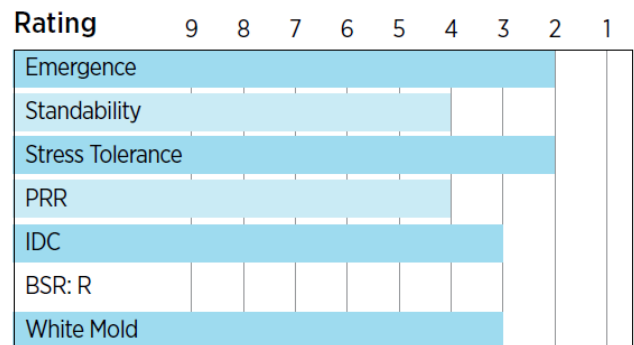 Rating 9 8 7 6 5 4 3 2 1
Emergence
Standability
Stress Tolerance
PRR
IDC
BSR: R
White Mold